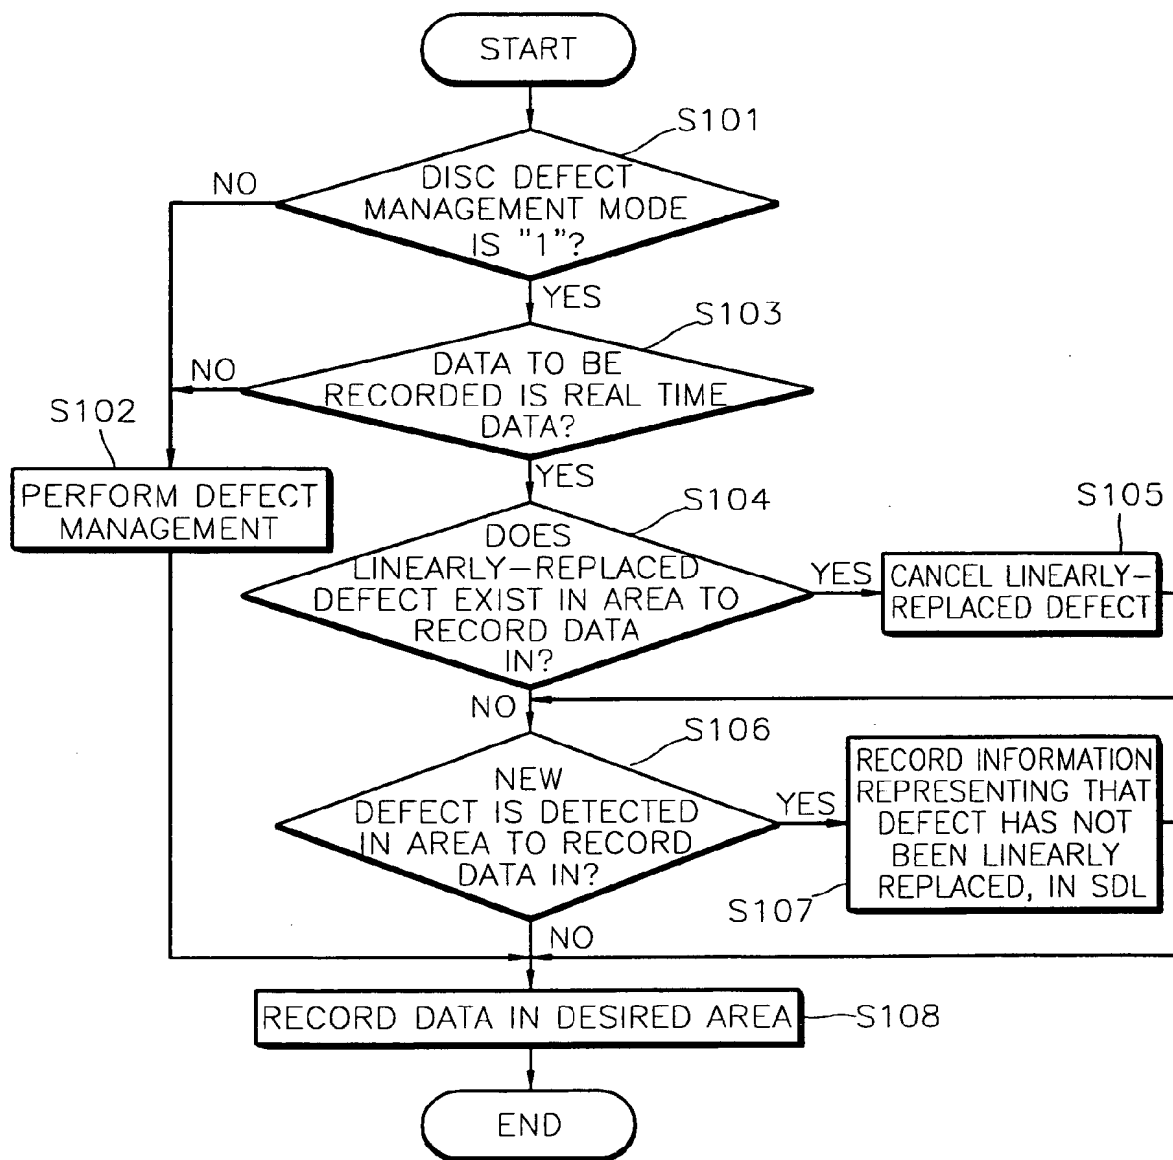 START
S101
NO
DISC DEFECT
MANAGEMENT MODE
IS "1"?
YES
S103
NO
DATA TO BE
RECORDED IS REAL TIME
DATA?
S102
PERFORM DEFECT
MANAGEMENT
YES
S104
DOES
LINEARLY-REPLACED
DEFECT EXIST IN AREA TO
RECORD DATA
IN?
YES
S105
CANCEL LINEARLY-
REPLACED DEFECT
NO
S106
NEW
DEFECT IS DETECTED
IN AREA TO RECORD
DATA IN?
YES
RECORD INFORMATION
REPRESENTING THAT
DEFECT HAS NOT
BEEN LINEARLY
REPLACED, IN SDL
S107
NO
RECORD DATA IN DESIRED AREA
S108
END